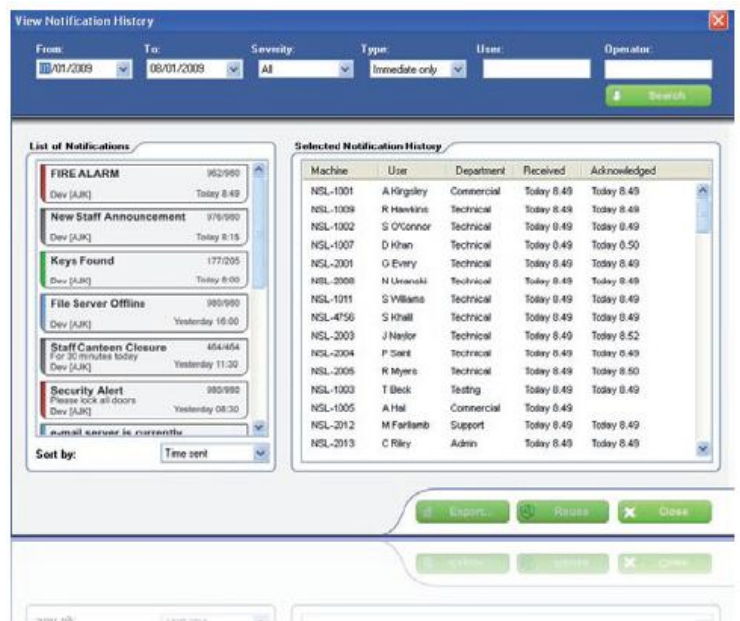 View Notification History
From: To: Severity: Type: User: Operator:
01/01/2009 08/01/2009 All Immediate only
Search
List of Notifications
FIRE ALARM 962/980
Dev [AJK] Today 8:49
New Staff Announcement 976/980
Dev [AJK] Today 8:15
Keys Found 177/205
Dev [AJK] Today 8:00
File Server Offline 980/980
Dev [AJK] Yesterday 16:00
Staff Canteen Closure 464/464
For 30 minutes today
Dev [AJK] Yesterday 11:30
Security Alert 980/980
Please lock all doors
Dev [AJK] Yesterday 08:30
e-mail server is currently
Sort by: Time sent
Selected Notification History
Machine User Department Received Acknowledged
NSL-1001 A Kingsley Commercial Today 8.49 Today 8.49
NSL-1009 R Hawkins Technical Today 8.49 Today 8.49
NSL-1002 S O'Connor Technical Today 8.49 Today 8.49
NSL-1007 D Khan Technical Today 8.49 Today 8.50
NSL-2001 G Every Technical Today 8.49 Today 8.49
NSL-2008 N Uranski Technical Today 8.49 Today 8.49
NSL-1011 S Williams Technical Today 8.49 Today 8.49
NSL-4756 S Khalil Technical Today 8.49 Today 8.49
NSL-2003 J Naylor Technical Today 8.49 Today 8.52
NSL-2004 P Saint Technical Today 8.49 Today 8.49
NSL-2005 R Myers Technical Today 8.49 Today 8.50
NSL-1003 T Beck Testing Today 8.49 Today 8.49
NSL-1005 A Hal Commercial Today 8.49
NSL-2012 M Farllamb Support Today 8.49 Today 8.49
NSL-2013 C Riley Admin Today 8.49 Today 8.49
Export... Reuse Close